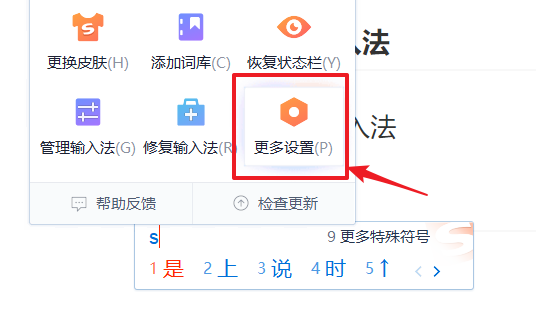 更换皮肤(H) 添加词库(C) 恢复状态栏(Y)
入法
管理输入法(G) 修复输入法(R) 更多设置(P)
入法
帮助反馈 检查更新
s 9 更多特殊符号
1 是 2 上 3 说 4 时 5 ↑